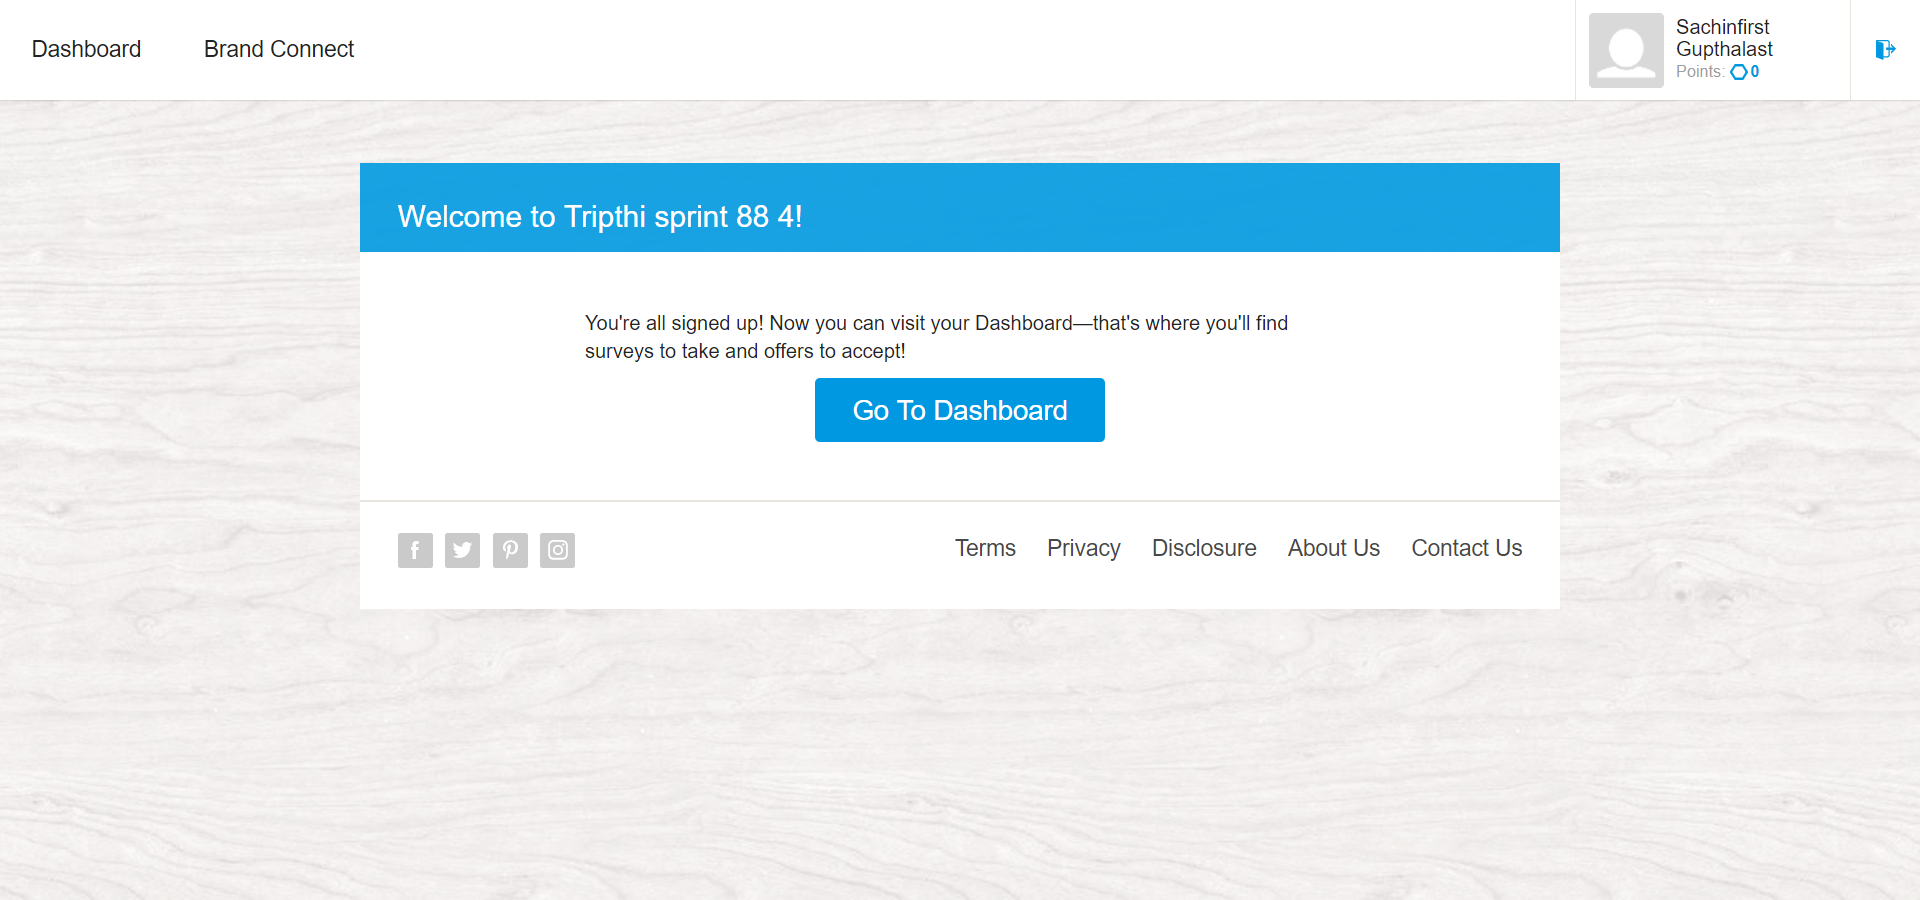 Dashboard
Brand Connect
Sachinfirst
Gupthalast
Points: 0
Welcome to Tripthi sprint 88 4!
You're all signed up! Now you can visit your Dashboard—that's where you'll find
surveys to take and offers to accept!
Go To Dashboard
Terms
Privacy
Disclosure
About Us
Contact Us